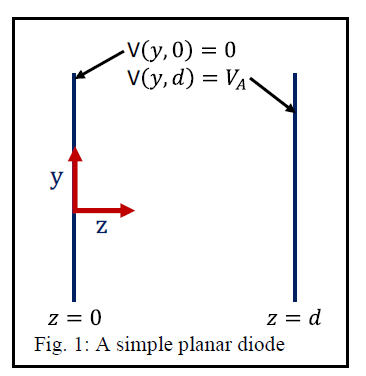 V(y, 0) = 0
V(y, d) = V_A
y
z
z = 0
z = d
Fig. 1: A simple planar diode